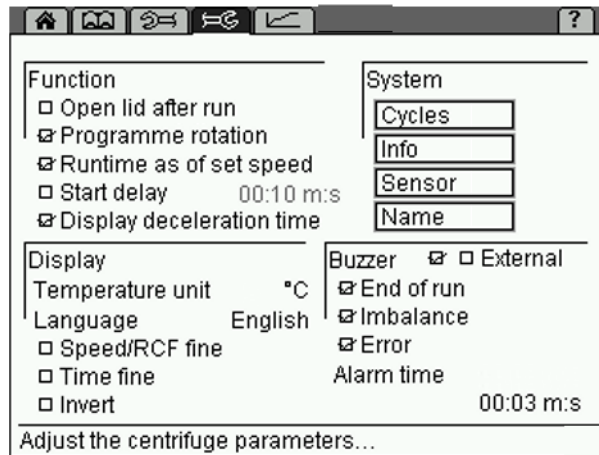 ?
Function
Open lid after run
Programme rotation
Runtime as of set speed
Start delay 00:10 m:s
Display deceleration time
System
Cycles
Info
Sensor
Name
Display
Temperature unit °C
Language English
Speed/RCF fine
Time fine
Invert
Buzzer External
End of run
Imbalance
Error
Alarm time
00:03 m:s
Adjust the centrifuge parameters...